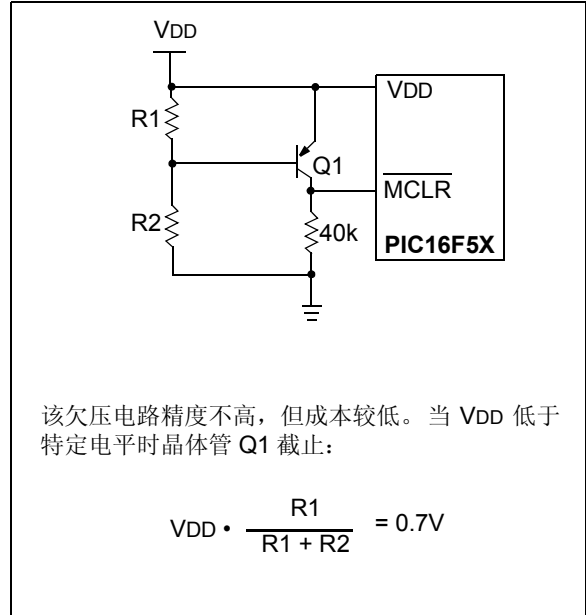 VDD
VDD
R1
Q1
MCLR
R2
40k
PIC16F5X
该欠压电路精度不高，但成本较低。当 VDD 低于
特定电平时晶体管 Q1 截止：
VDD • R1 / R1 + R2 = 0.7V